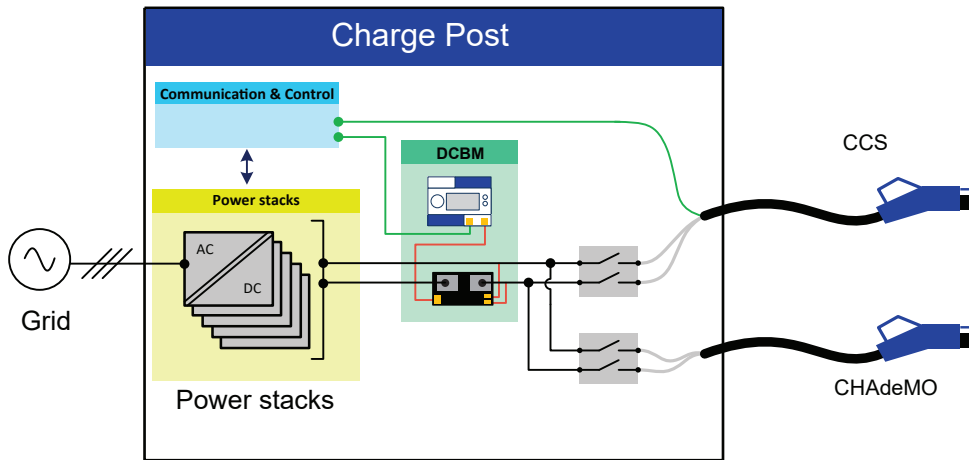 Charge Post
Communication & Control
DCBM
CCS
Power stacks
AC
DC
Grid
Power stacks
CHAdeMO